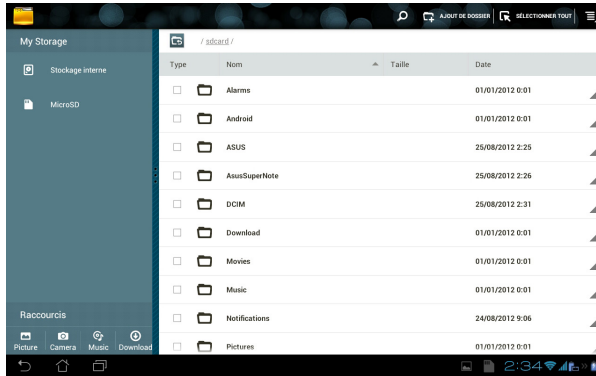 AJOUT DE DOSSIER SÉLECTIONNER TOUT
My Storage
/ sdcard /
Type Nom Taille Date
Stockage interne
MicroSD
Alarms 01/01/2012 0:01
Android 01/01/2012 0:01
ASUS 25/08/2012 2:25
AsusSuperNote 25/08/2012 2:26
DCIM 25/08/2012 2:31
Download 01/01/2012 0:01
Movies 01/01/2012 0:01
Music 01/01/2012 0:01
Notifications 24/08/2012 9:06
Pictures 01/01/2012 0:01
Raccourcis
Picture Camera Music Download
2:34